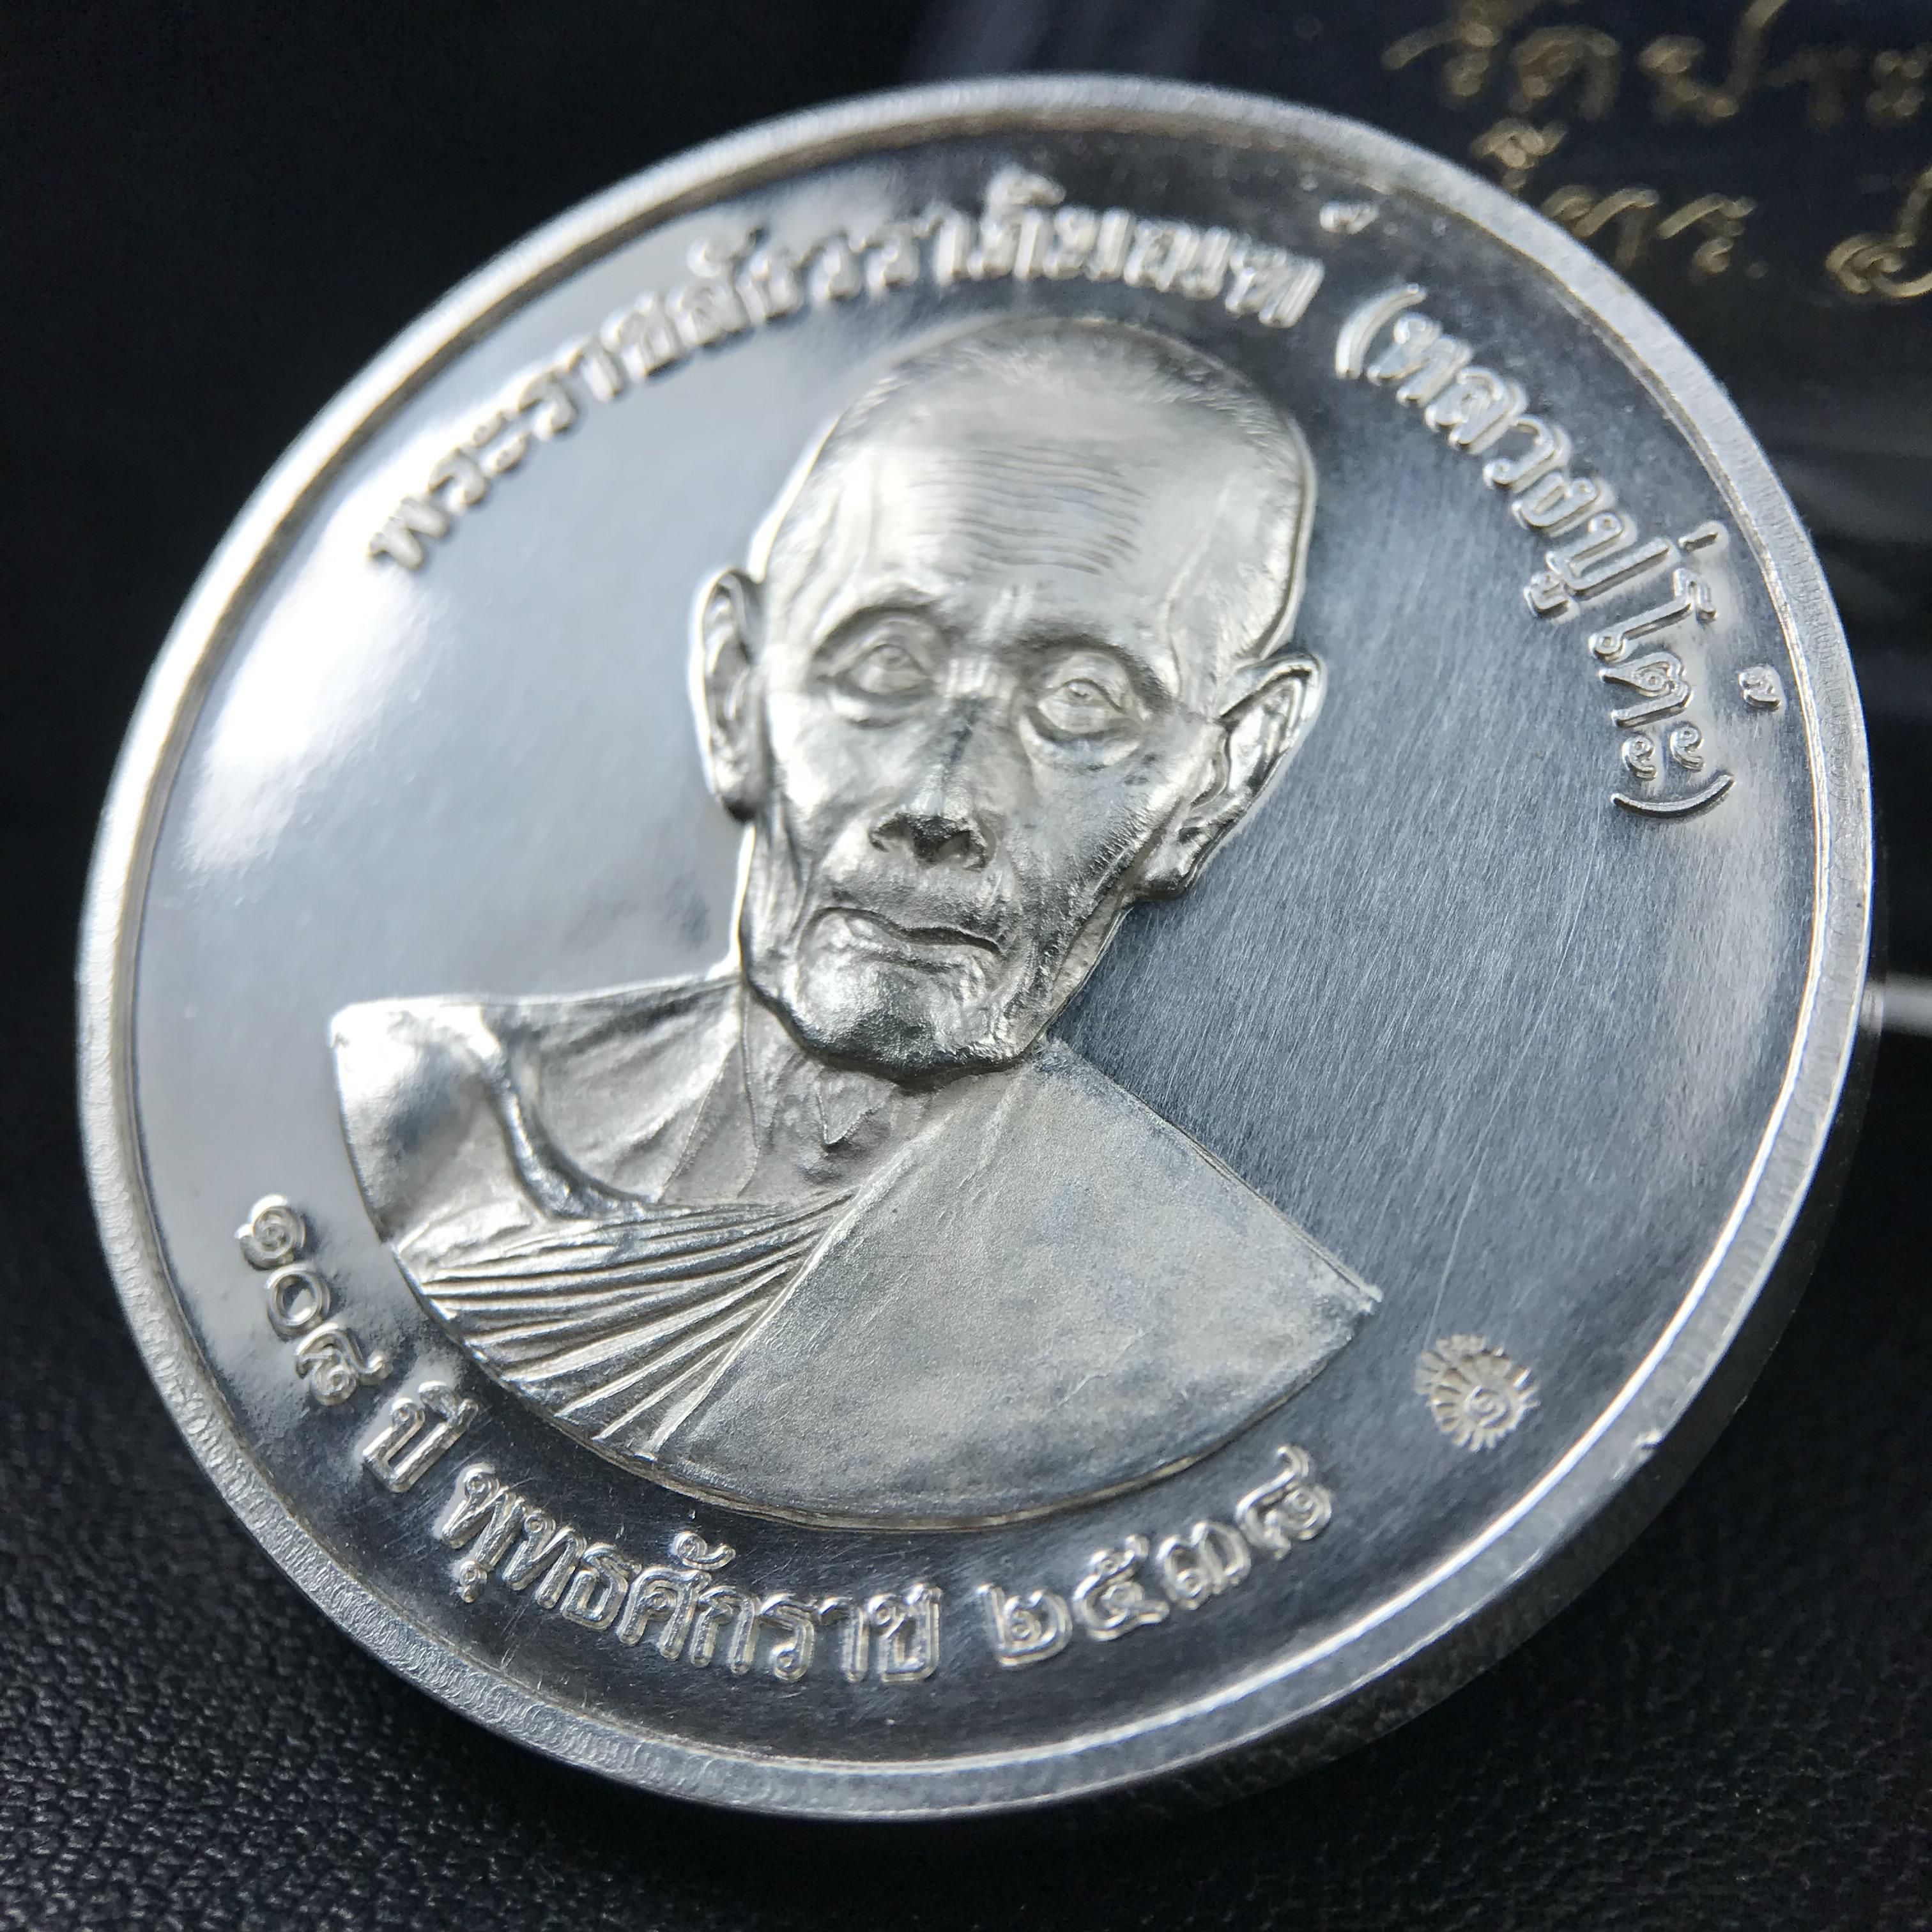 พระราชสังวราภิมณฑ์ (หลวงปู่โต๊ะ)
๑๐๘ ปี พุทธศักราช ๒๕๓๘